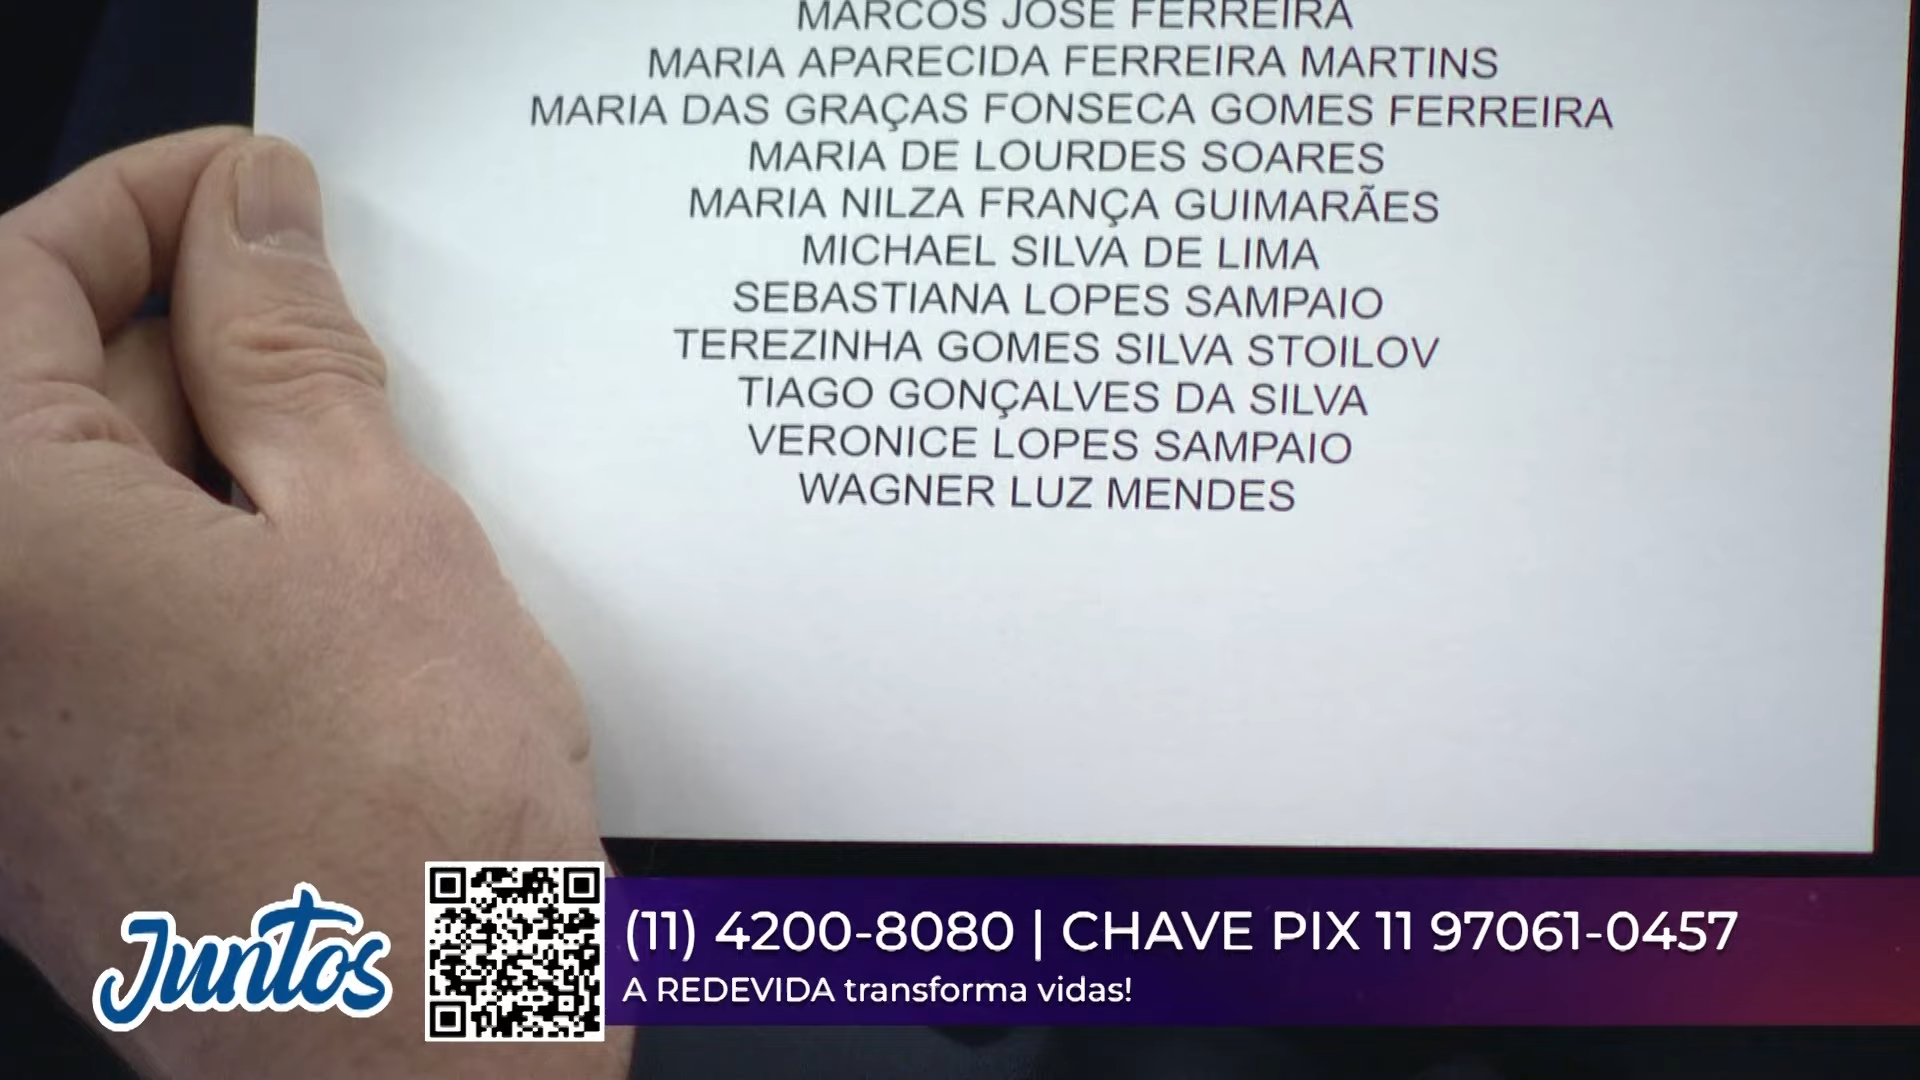 MARCOS JOSÉ FERREIRA
MARIA APARECIDA FERREIRA MARTINS
MARIA DAS GRAÇAS FONSECA GOMES FERREIRA
MARIA DE LOURDES SOARES
MARIA NILZA FRANÇA GUIMARÃES
MICHAEL SILVA DE LIMA
SEBASTIANA LOPES SAMPAIO
TEREZINHA GOMES SILVA STOILOV
TIAGO GONÇALVES DA SILVA
VERONICE LOPES SAMPAIO
WAGNER LUZ MENDES
Juntos
(11) 4200-8080 | CHAVE PIX 11 97061-0457
A REDEVIDA transforma vidas!